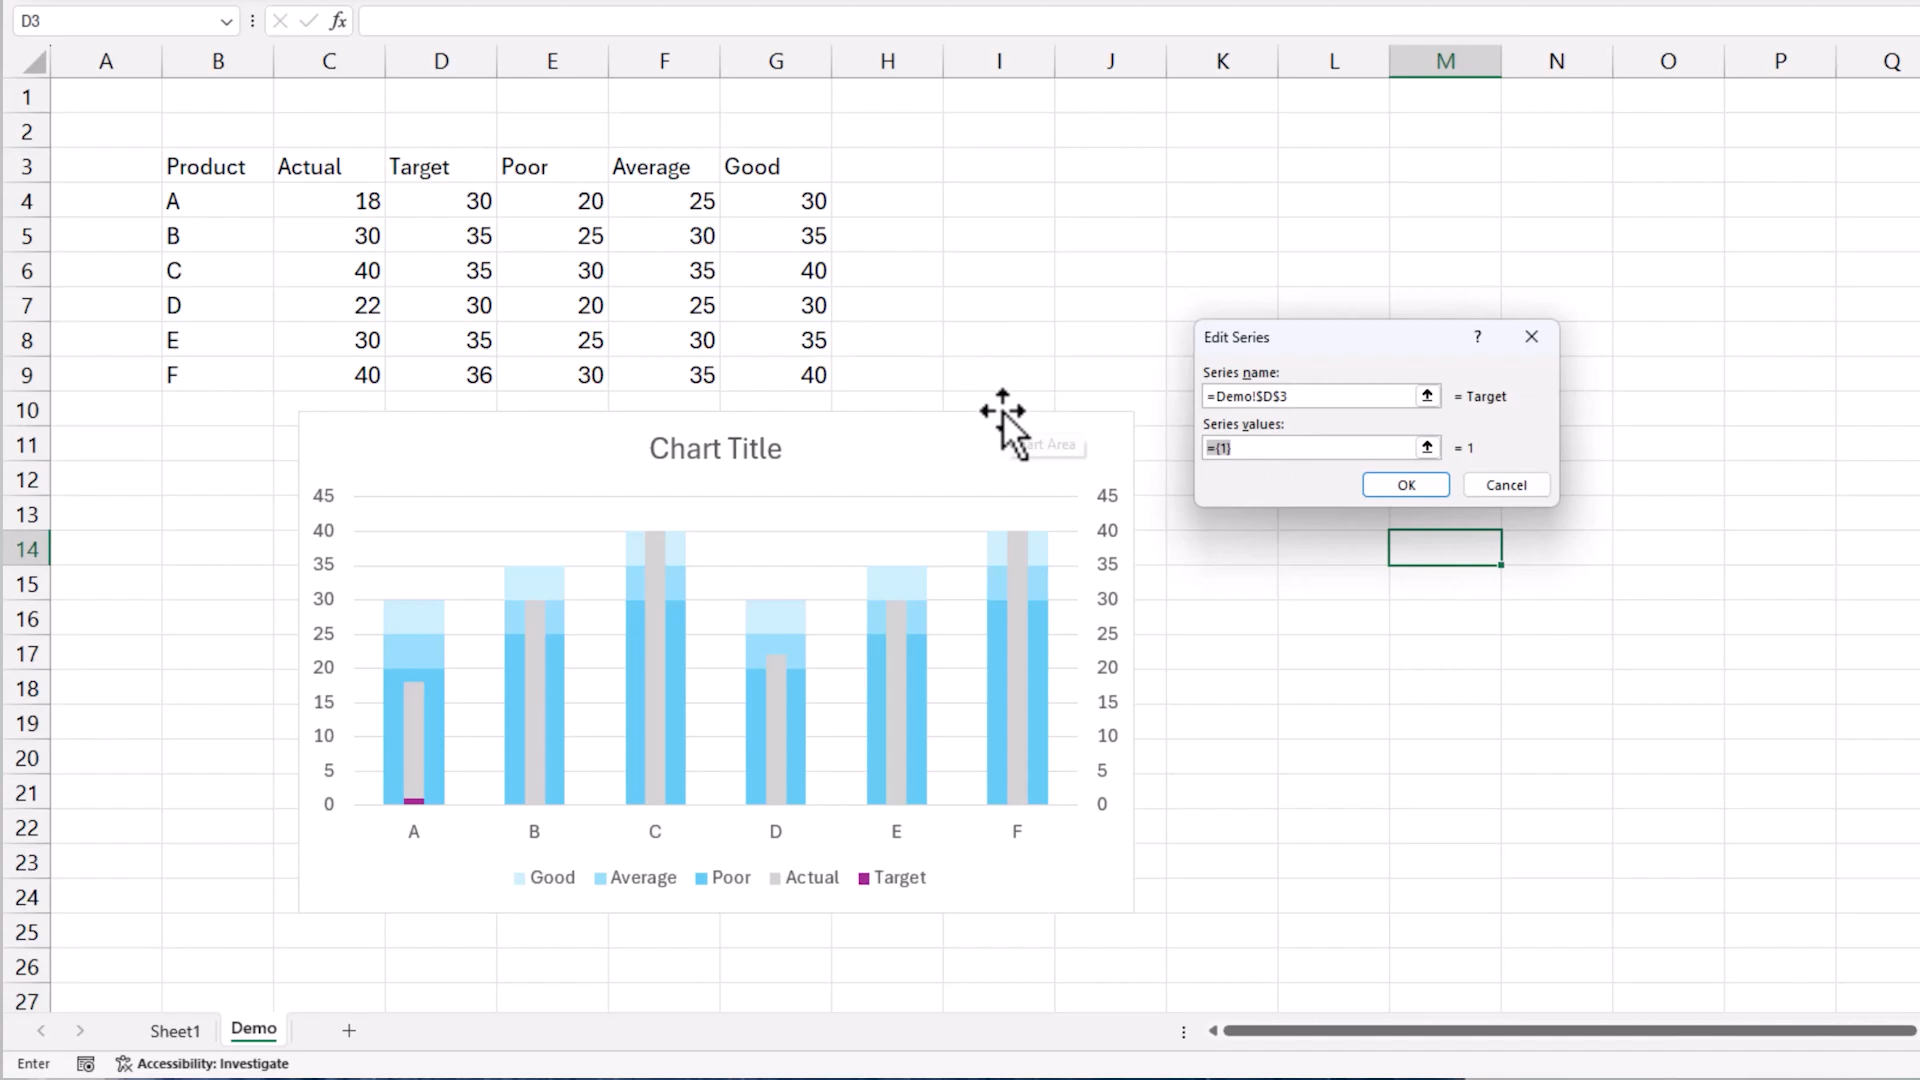 D3
fx
A B C D E F G H I J K L M N O P Q
1
2
3 Product Actual Target Poor Average Good
4 A 18 30 20 25 30
5 B 30 35 25 30 35
6 C 40 35 30 35 40
7 D 22 30 20 25 30
8 E 30 35 25 30 35
9 F 40 36 30 35 40
10
11
12
13
14
15
16
17
18
19
20
21
22
23
24
25
26
27
Edit Series ?
Series name:
=Demo!$D$3 = Target
Series values:
={1} = 1
OK Cancel
Chart Title
Area
45 45
40 40
35 35
30 30
25 25
20 20
15 15
10 10
5 5
0 0
A B C D E F
Good Average Poor Actual Target
Sheet1 Demo
Enter Accessibility: Investigate